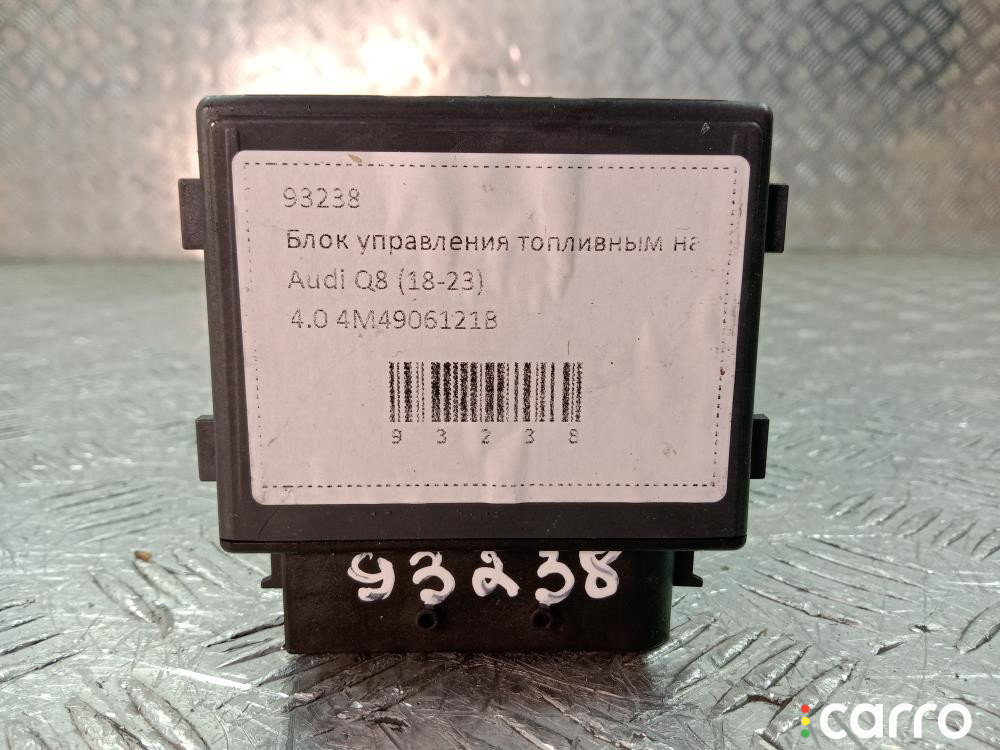 93238
Блок управления топливным на
Audi Q8 (18-23)
4.0 4M4906121B
9 3 2 3 8
93238
carro